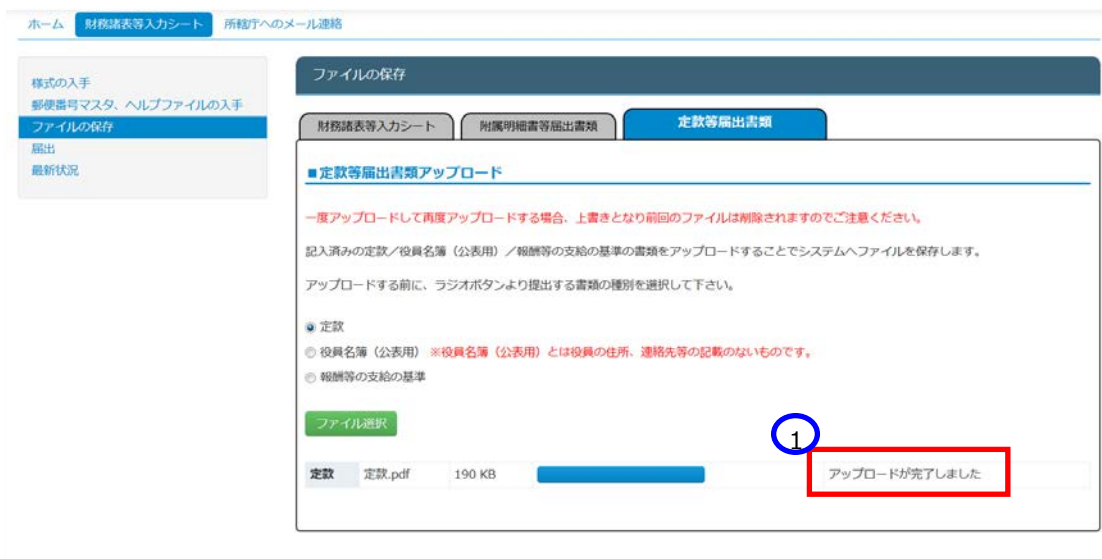 ホーム 財務諸表等入力シート 所轄庁へのメール連絡
様式の入手
郵便番号マスタ、ヘルプファイルの入手
ファイルの保存
届出
最新状況
ファイルの保存
財務諸表等入力シート 附属明細書等届出書類 定款等届出書類
■定款等届出書類アップロード
一度アップロードして再度アップロードする場合、上書きとなり前回のファイルは削除されますのでご注意ください。
記入済みの定款／役員名簿（公表用）／報酬等の支給の基準の書類をアップロードすることでシステムへファイルを保存します。
アップロードする前に、ラジオボタンより提出する書類の種別を選択して下さい。
定款
役員名簿（公表用） ※役員名簿（公表用）とは役員の住所、連絡先等の記載のないものです。
報酬等の支給の基準
ファイル選択
1
定款 定款.pdf 190 KB アップロードが完了しました